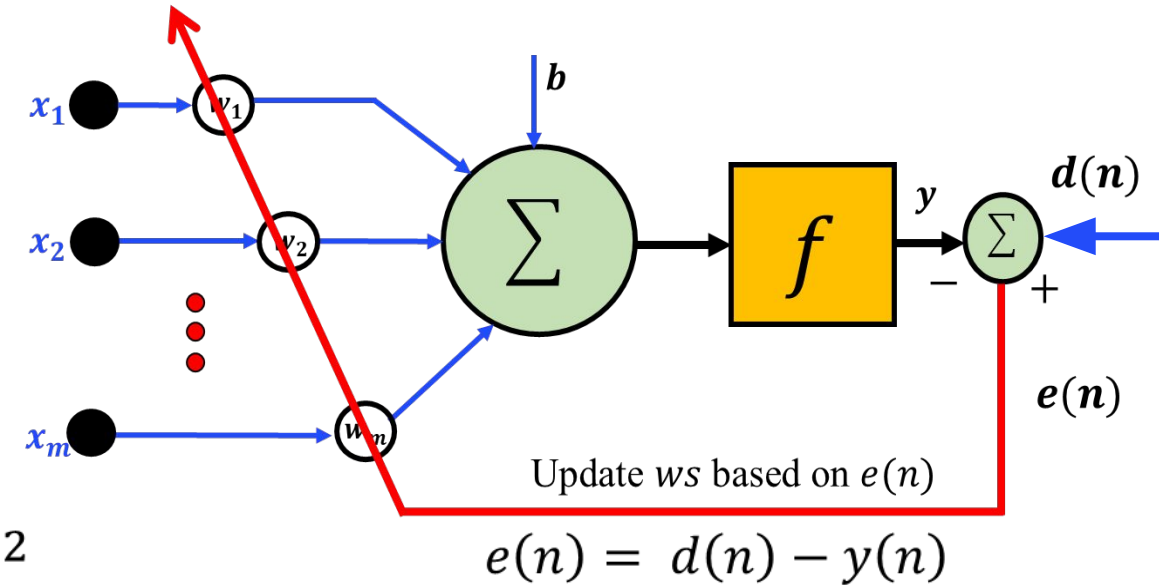 b
x₁
w₁
d(n)
y
x₂
w₂
∑
f
∑
− +
e(n)
xₘ
wₘ
Update ws based on e(n)
2
e(n) = d(n) − y(n)